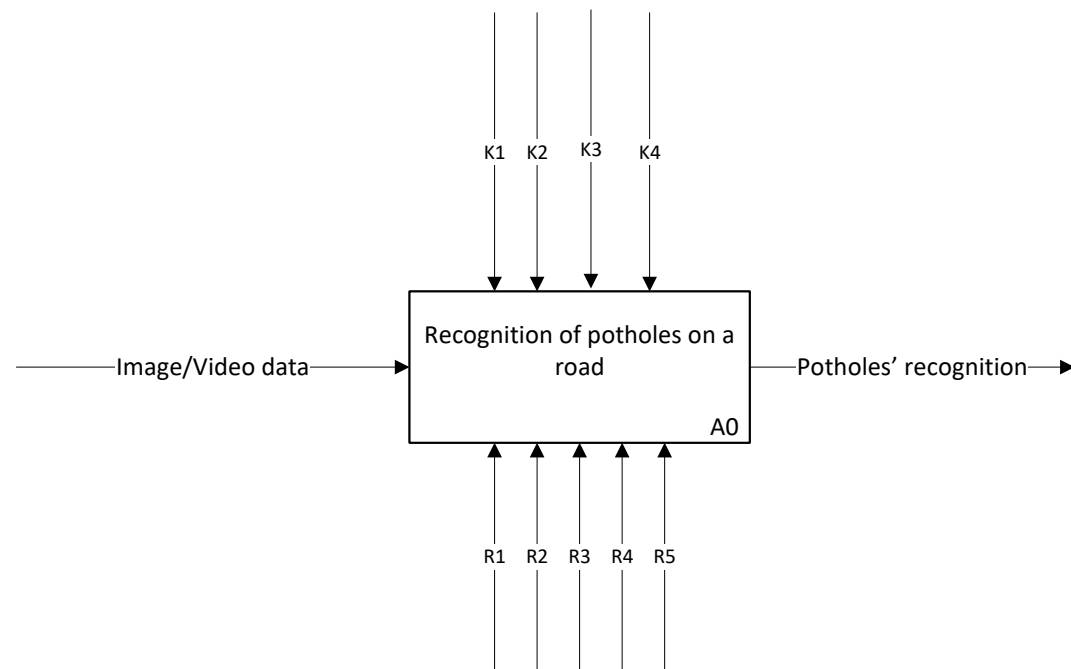 K1
K2
K3
K4
Recognition of potholes on a
road
Image/Video data
Potholes’ recognition
A0
R1
R2
R3
R4
R5